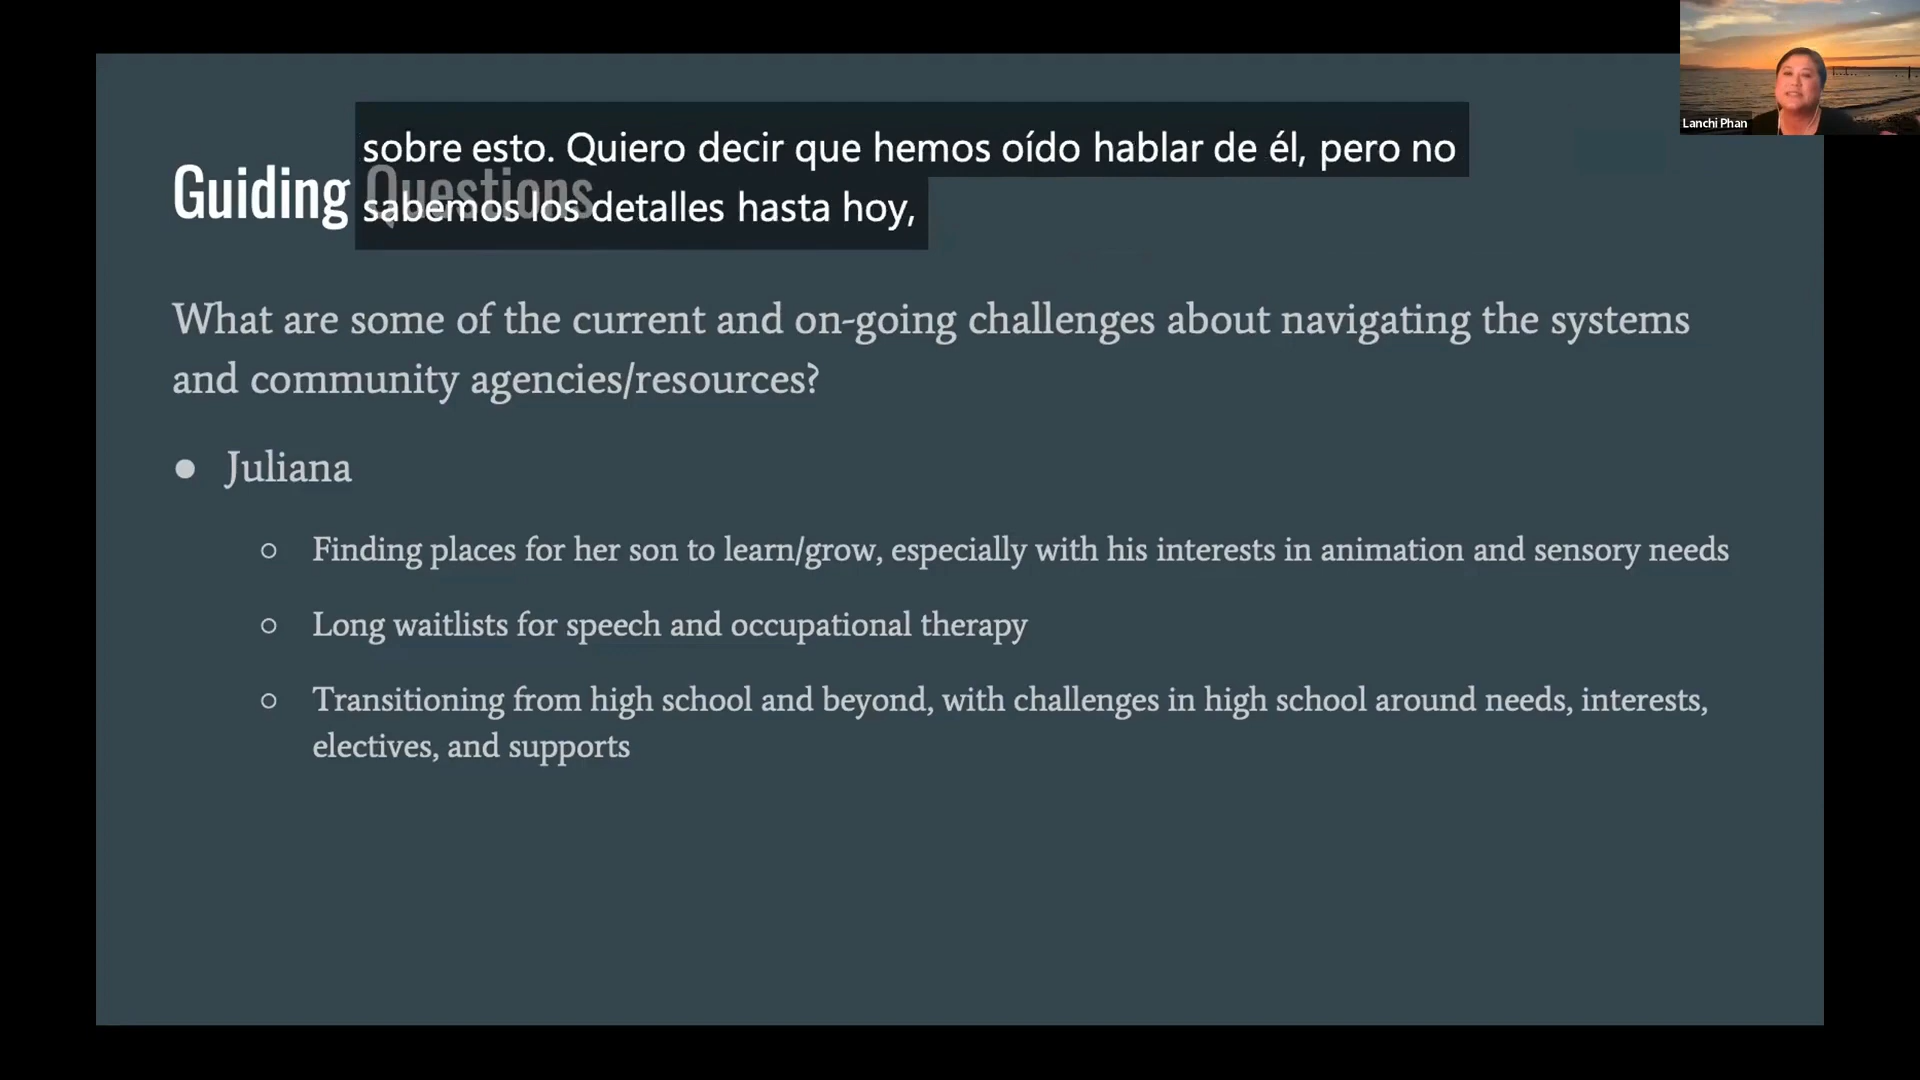 Lanchi Phan
sobre esto. Quiero decir que hemos oído hablar de él, pero no
sabemos los detalles hasta hoy,
Guiding Questions
What are some of the current and on-going challenges about navigating the systems
and community agencies/resources?
● Juliana
○ Finding places for her son to learn/grow, especially with his interests in animation and sensory needs
○ Long waitlists for speech and occupational therapy
○ Transitioning from high school and beyond, with challenges in high school around needs, interests,
electives, and supports